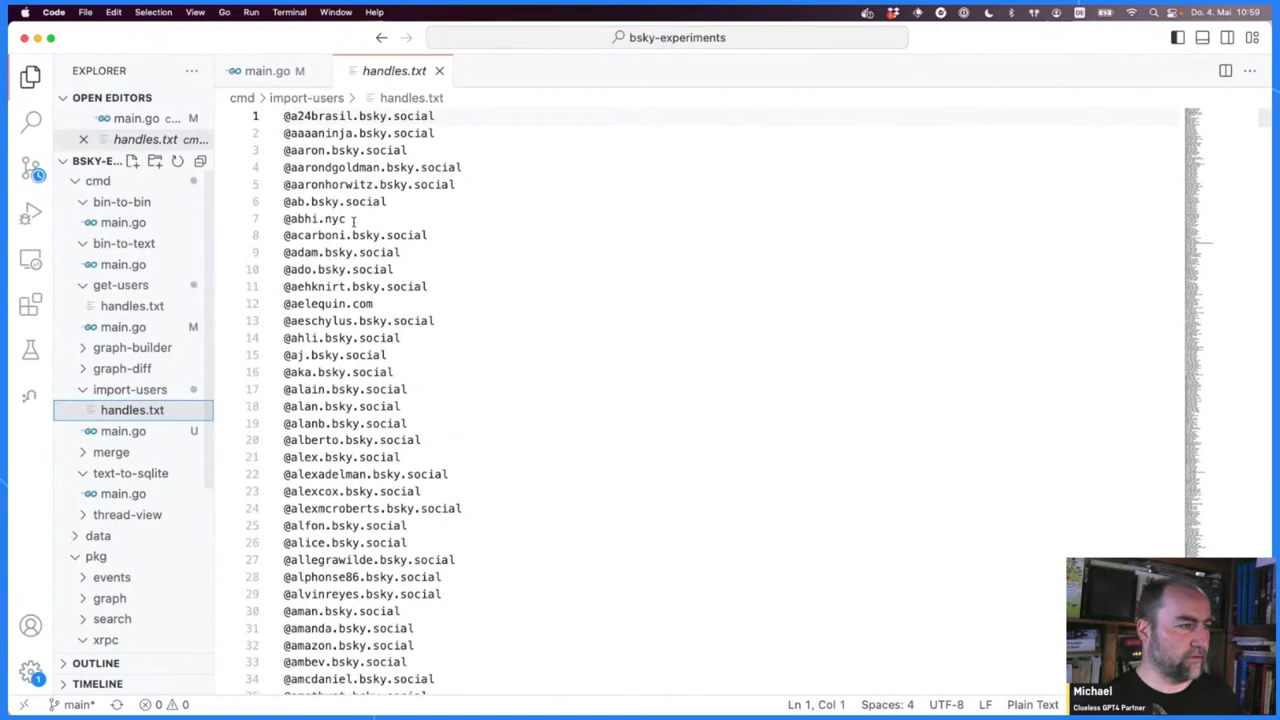 Code File Edit Selection View Go Run Terminal Window Help Do. 4. Mai 10:59
bsky-experiments
EXPLORER
main.go M
handles.txt
OPEN EDITORS
cmd > import-users > handles.txt
main.go c... M
handles.txt cm...
BSKY-E...
cmd
bin-to-bin
main.go
bin-to-text
main.go
get-users
handles.txt
main.go M
graph-builder
graph-diff
import-users
handles.txt
main.go U
merge
text-to-sqlite
main.go
thread-view
data
pkg
events
graph
search
xrpc
OUTLINE
TIMELINE
1 @a24brasil.bsky.social
2 @aaaaninja.bsky.social
3 @aaron.bsky.social
4 @aarondgoldman.bsky.social
5 @aaronhorwitz.bsky.social
6 @ab.bsky.social
7 @abhi.nyc
8 @acarboni.bsky.social
9 @adam.bsky.social
10 @ado.bsky.social
11 @aehknirt.bsky.social
12 @aelequin.com
13 @aeschylus.bsky.social
14 @ahli.bsky.social
15 @aj.bsky.social
16 @aka.bsky.social
17 @alain.bsky.social
18 @alan.bsky.social
19 @alanb.bsky.social
20 @alberto.bsky.social
21 @alex.bsky.social
22 @alexadelman.bsky.social
23 @alexcox.bsky.social
24 @alexmcroberts.bsky.social
25 @alfon.bsky.social
26 @alice.bsky.social
27 @allegrawilde.bsky.social
28 @alphonse86.bsky.social
29 @alvinreyes.bsky.social
30 @aman.bsky.social
31 @amanda.bsky.social
32 @amazon.bsky.social
33 @ambev.bsky.social
34 @amcdaniel.bsky.social
Michael
Clueless GPT4 Partner
main* 0 0 Ln 1, Col 1 Spaces: 4 UTF-8 LF Plain Text